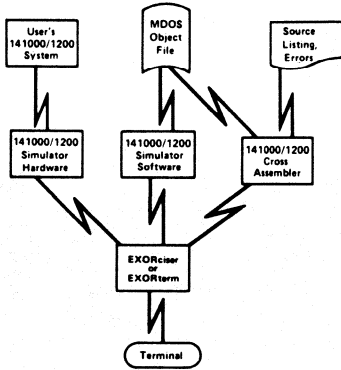 User's
141000/1200
System
MDOS
Object
File
Source
Listing,
Errors
141000/1200
Simulator
Hardware
141000/1200
Simulator
Software
141000/1200
Cross
Assembler
EXORciser
or
EXORterm
Terminal